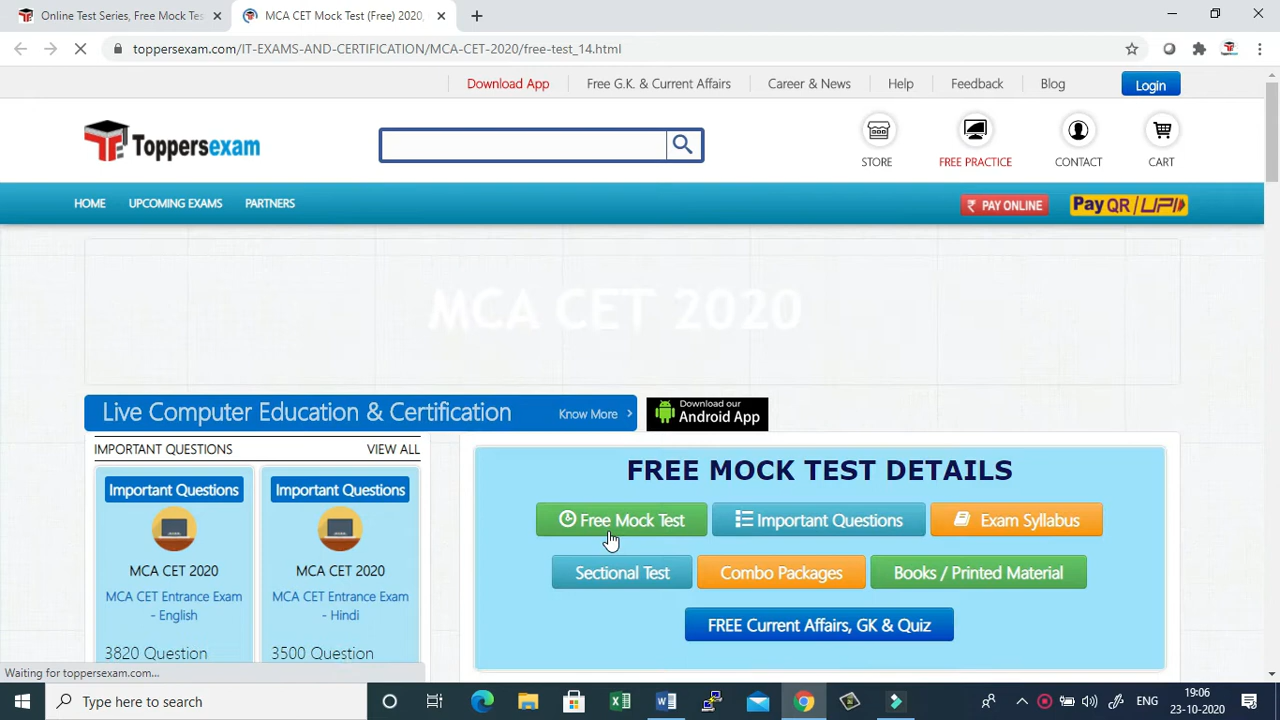 Online Test Series, Free Mock Tes
MCA CET Mock Test (Free) 2020,
toppersexam.com/IT-EXAMS-AND-CERTIFICATION/MCA-CET-2020/free-test_14.html
Download App
Free G.K. & Current Affairs
Career & News
Help
Feedback
Blog
Login
Toppersexam
STORE
FREE PRACTICE
CONTACT
CART
HOME
UPCOMING EXAMS
PARTNERS
₹ PAY ONLINE
Pay QR/UPI
MCA CET 2020
Live Computer Education & Certification
Know More
Download our
Android App
IMPORTANT QUESTIONS
VIEW ALL
Important Questions
Important Questions
MCA CET 2020
MCA CET 2020
MCA CET Entrance Exam
- English
MCA CET Entrance Exam
- Hindi
3820 Question
3500 Question
FREE MOCK TEST DETAILS
Free Mock Test
Important Questions
Exam Syllabus
Sectional Test
Combo Packages
Books / Printed Material
FREE Current Affairs, GK & Quiz
Waiting for toppersexam.com...
Type here to search
ENG
19:06
23-10-2020